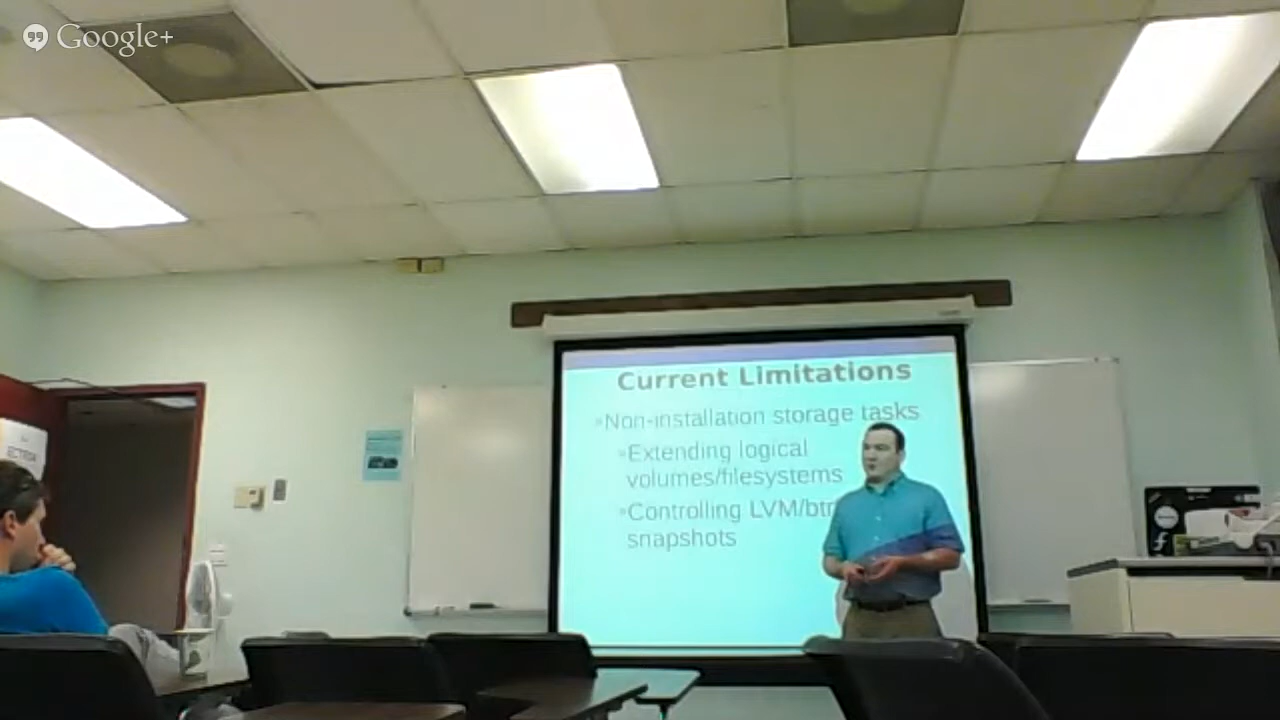 Google+
Current Limitations
Non-installation storage tasks
Extending logical
volumes/filesystems
Controlling LVM/btr
snapshots